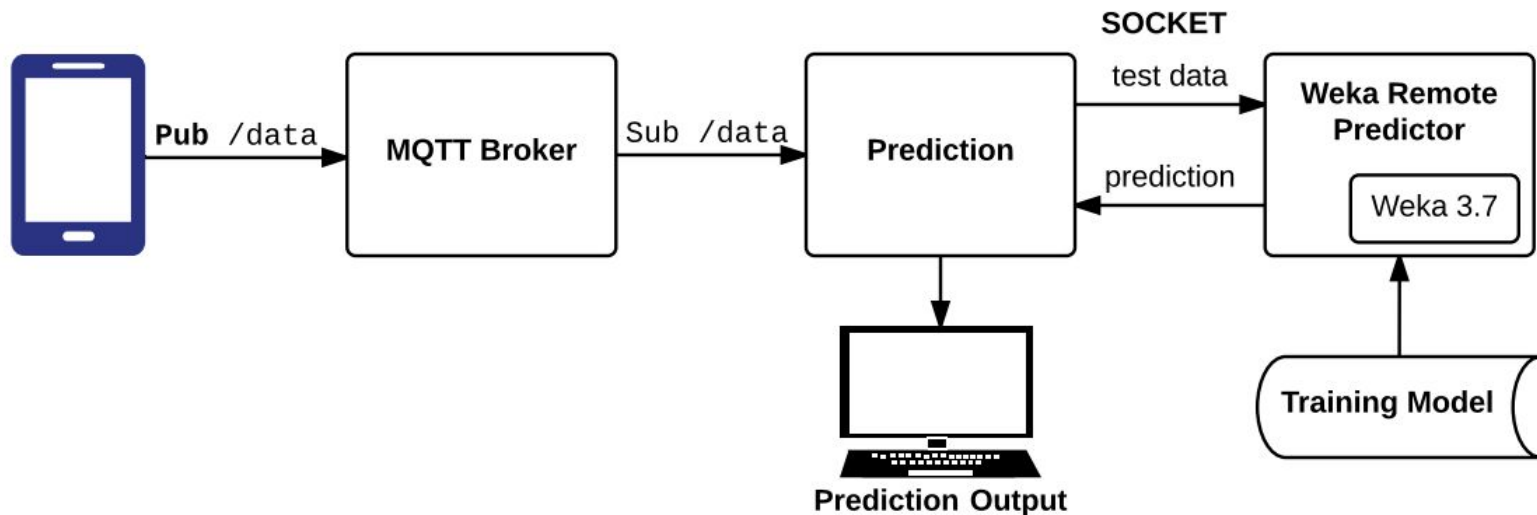 SOCKET
Pub /data
MQTT Broker
Sub /data
Prediction
test data
prediction
Weka Remote
Predictor
Weka 3.7
Training Model
Prediction Output